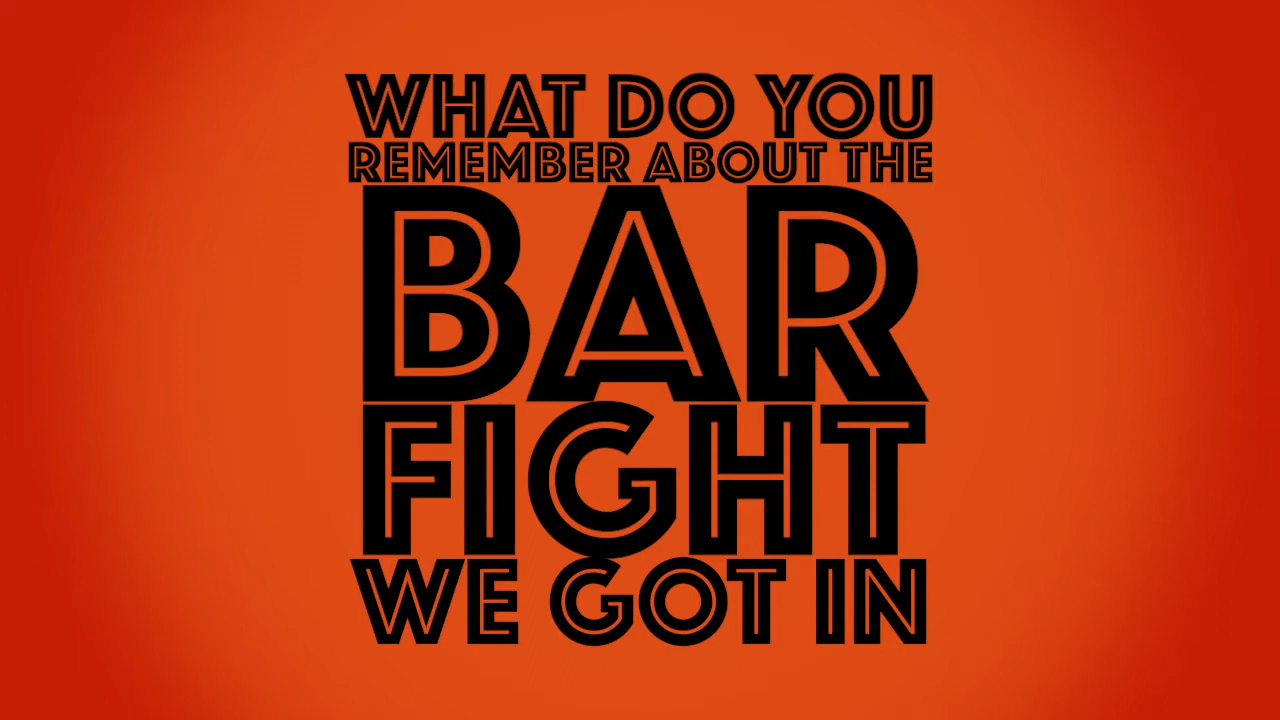 WHAT DO YOU
REMEMBER ABOUT THE
BAR
FIGHT
WE GOT IN